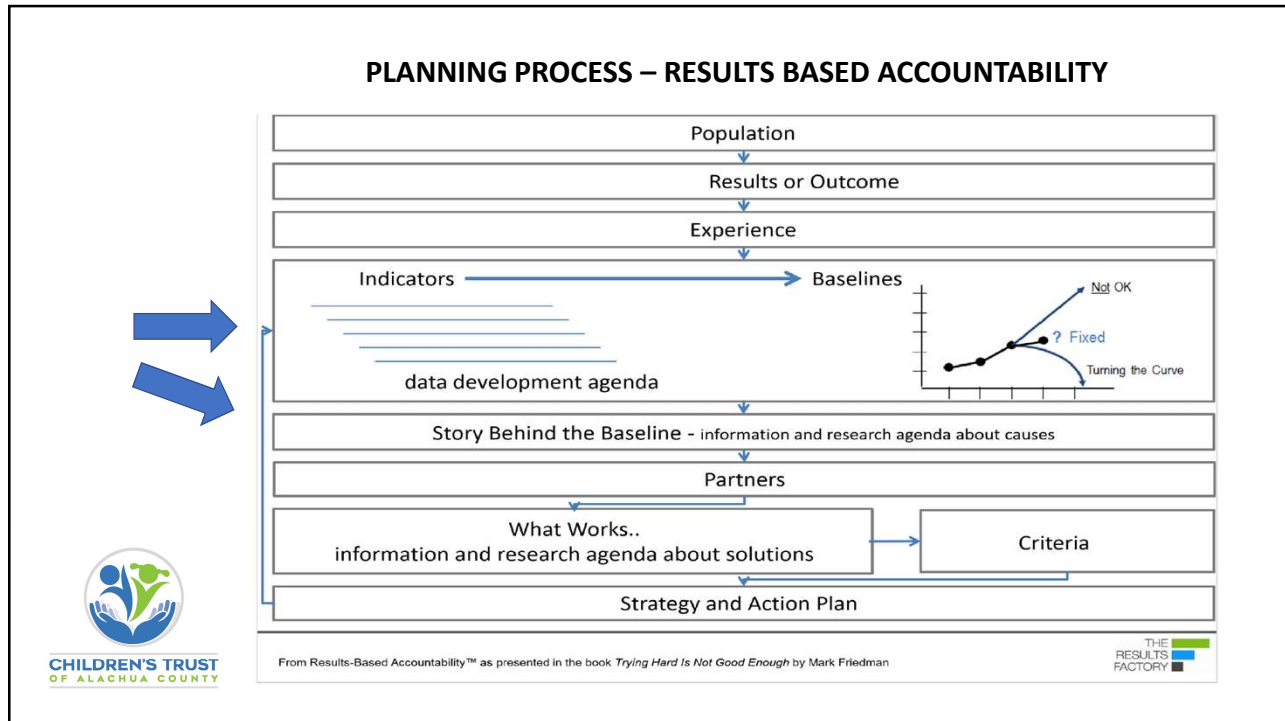 PLANNING PROCESS – RESULTS BASED ACCOUNTABILITY
Population
Results or Outcome
Experience
Indicators
Baselines
Not OK
? Fixed
Turning the Curve
data development agenda
Story Behind the Baseline - information and research agenda about causes
Partners
What Works..
information and research agenda about solutions
Criteria
Strategy and Action Plan
CHILDREN'S TRUST
OF ALACHUA COUNTY
From Results-Based Accountability™ as presented in the book Trying Hard Is Not Good Enough by Mark Friedman
THE
RESULTS
FACTORY